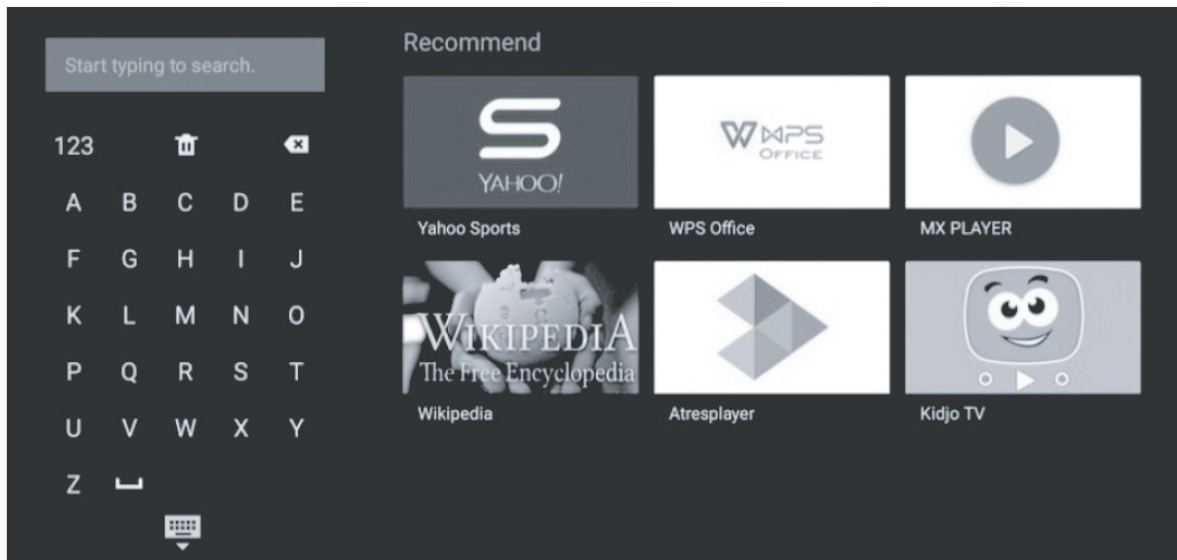 Start typing to search.
123
A B C D E
F G H I J
K L M N O
P Q R S T
U V W X Y
Z
Recommend
YAHOO!
Yahoo Sports
WPS
OFFICE
WPS Office
MX PLAYER
WIKIPEDIA
The Free Encyclopedia
Wikipedia
Atresplayer
Kidjo TV